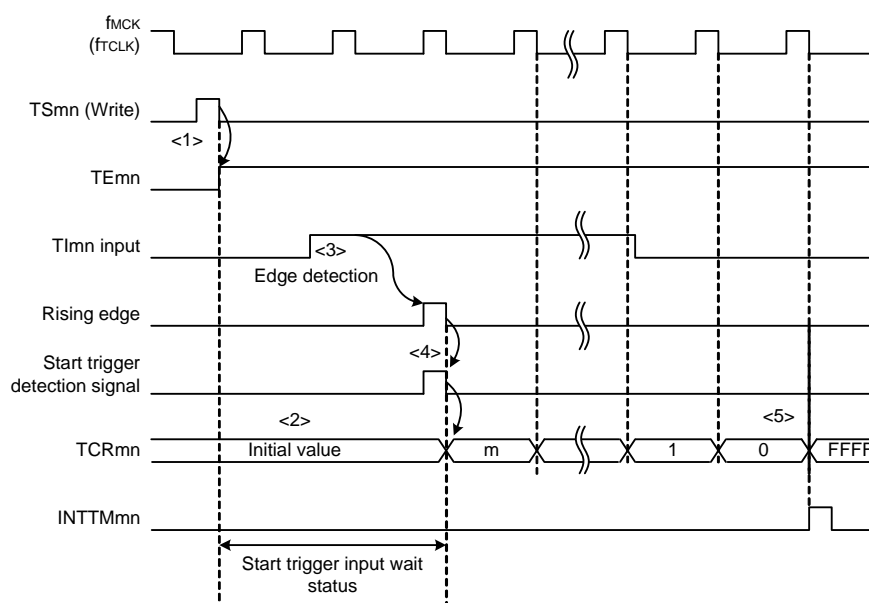 fMCK
(fTCLK)
TSmn (Write)
<1>
TEmn
TImn input
<3>
Edge detection
Rising edge
<4>
Start trigger
detection signal
<2>
<5>
TCRmn
Initial value
m
1
0
FFFF
INTTMmn
Start trigger input wait
status